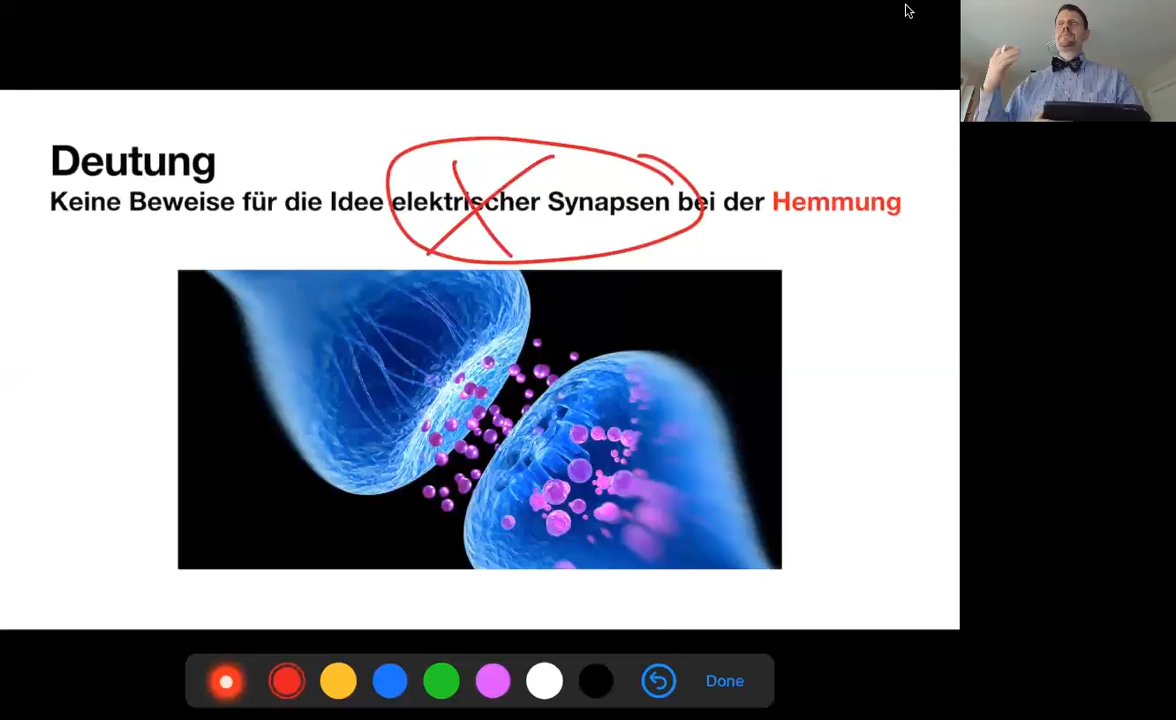 Deutung
Keine Beweise für die Idee elektrischer Synapsen bei der Hemmung
Done